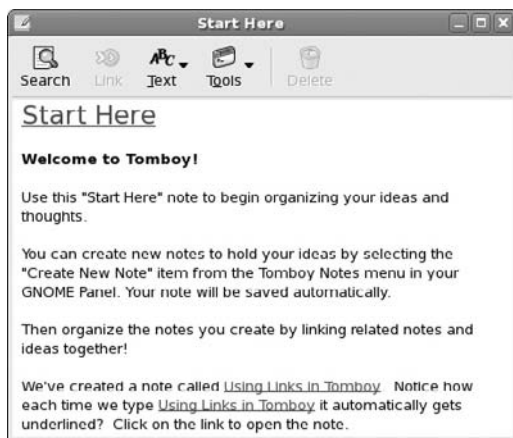 Start Here
Search Link Text Tools Delete
Start Here
Welcome to Tomboy!
Use this "Start Here" note to begin organizing your ideas and
thoughts.
You can create new notes to hold your ideas by selecting the
"Create New Note" item from the Tomboy Notes menu in your
GNOME Panel. Your note will be saved automatically.
Then organize the notes you create by linking related notes and
ideas together!
We've created a note called Using Links in Tomboy. Notice how
each time we type Using Links in Tomboy it automatically gets
underlined? Click on the link to open the note.